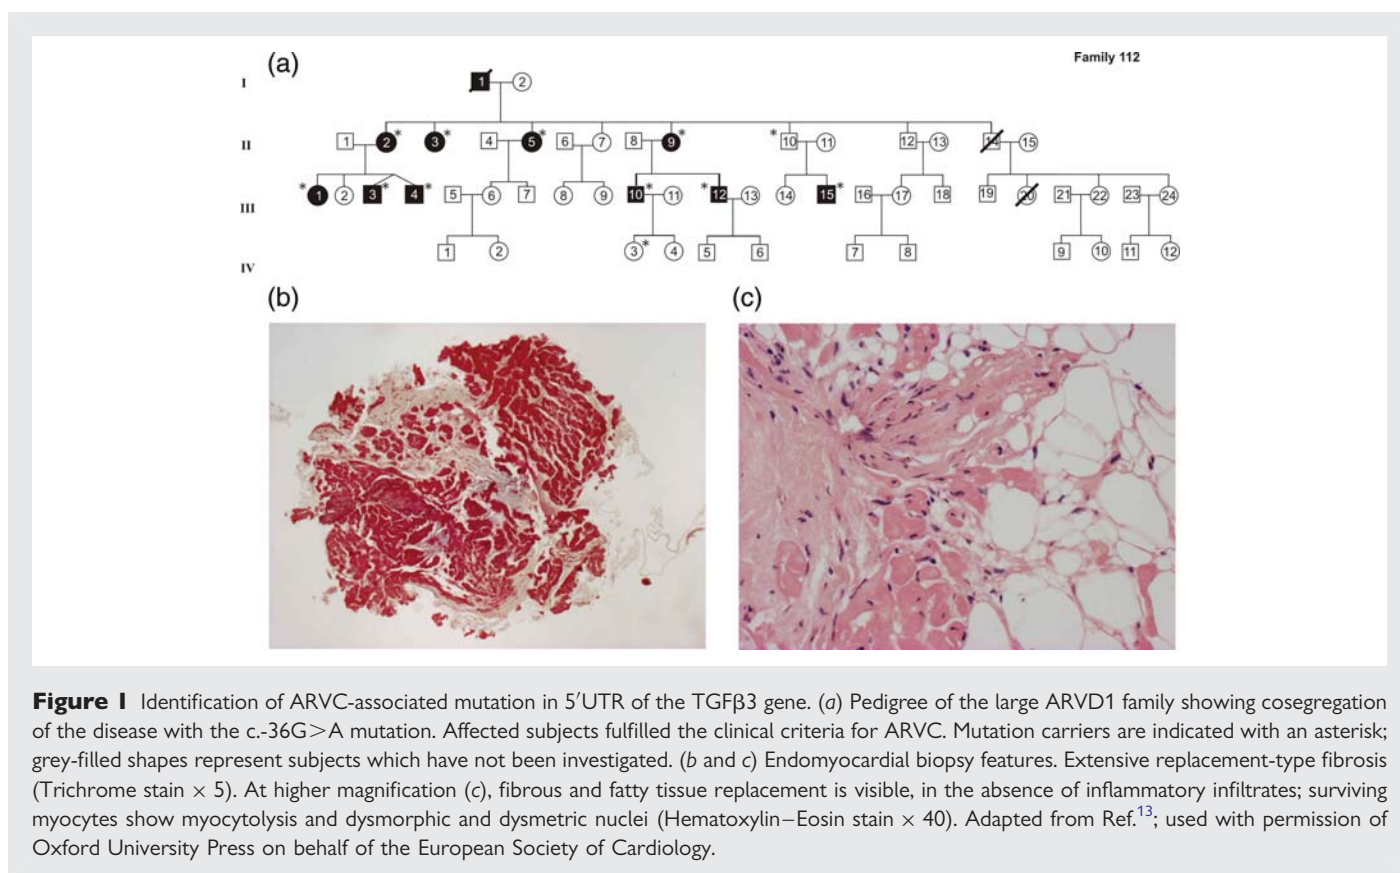 (a)
Family 112
I
1 2
II
1 2* 3* 4 5* 6 7 8 9* *10 11 12 13 14 15
III
*1 2 3* 4* 5 6 7 8 9 10* 11 *12 13 14 15* 16 17 18 19 20 21 22 23 24
IV
1 2 3* 4 5 6 7 8 9 10 11 12
(b)
(c)
Figure 1 Identification of ARVC-associated mutation in 5′UTR of the TGFβ3 gene. (a) Pedigree of the large ARVD1 family showing cosegregation
of the disease with the c.-36G>A mutation. Affected subjects fulfilled the clinical criteria for ARVC. Mutation carriers are indicated with an asterisk;
grey-filled shapes represent subjects which have not been investigated. (b and c) Endomyocardial biopsy features. Extensive replacement-type fibrosis
(Trichrome stain × 5). At higher magnification (c), fibrous and fatty tissue replacement is visible, in the absence of inflammatory infiltrates; surviving
myocytes show myocytolysis and dysmorphic and dysmetric nuclei (Hematoxylin–Eosin stain × 40). Adapted from Ref.13; used with permission of
Oxford University Press on behalf of the European Society of Cardiology.